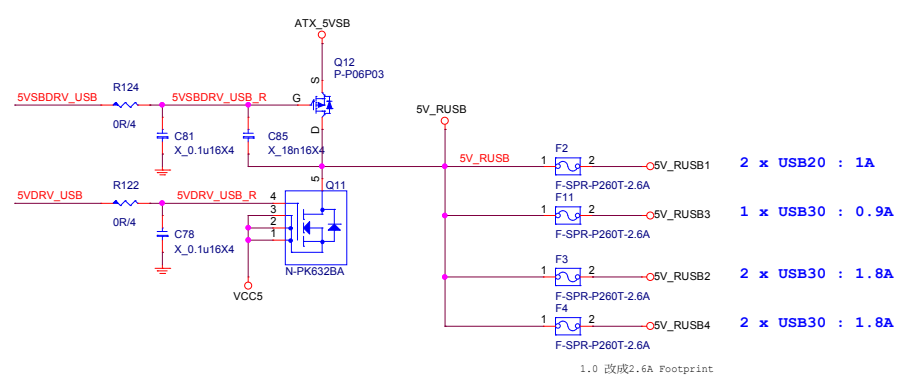 ATX_5VSB
Q12
P-P06P03
S
G
D
R124
5VSBDRV_USB
5VSBDRV_USB_R
0R/4
C81
X_0.1u16X4
C85
X_18n16X4
5V_RUSB
5V_RUSB
F2
1 2
5V_RUSB1
2 x USB20 : 1A
F-SPR-P260T-2.6A
R122
5VDRV_USB
5VDRV_USB_R
0R/4
C78
X_0.1u16X4
5
Q11
4
3
2
1
N-PK632BA
VCC5
F11
1 2
5V_RUSB3
1 x USB30 : 0.9A
F-SPR-P260T-2.6A
F3
1 2
5V_RUSB2
2 x USB30 : 1.8A
F-SPR-P260T-2.6A
F4
1 2
5V_RUSB4
2 x USB30 : 1.8A
F-SPR-P260T-2.6A
1.0 改成2.6A Footprint